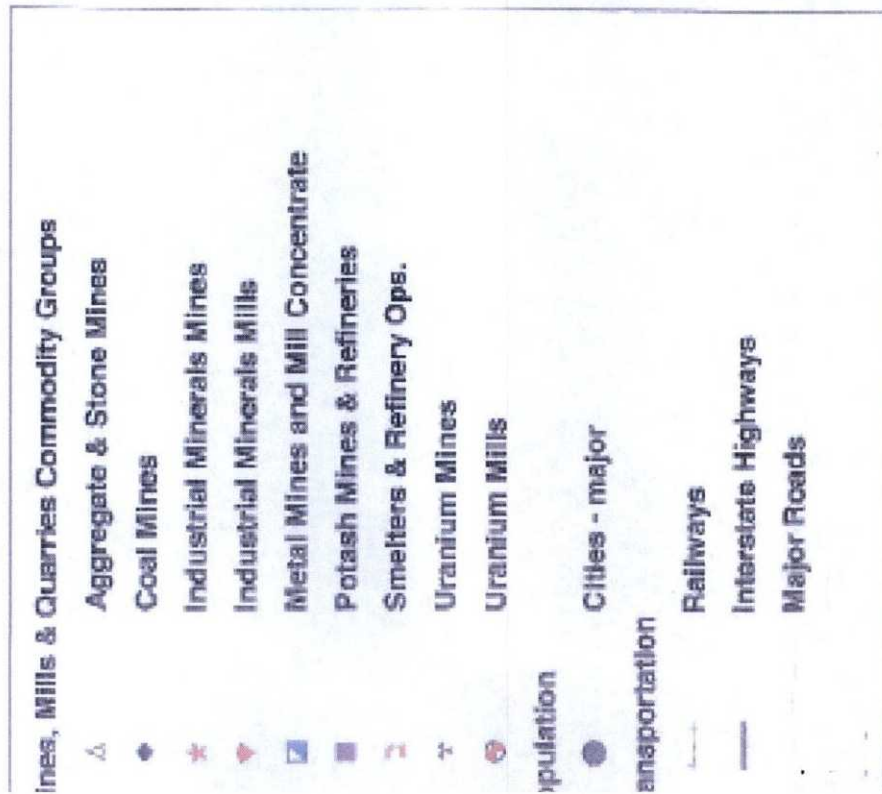 ines, Mills & Quarries Commodity Groups
Aggregate & Stone Mines
Coal Mines
Industrial Minerals Mines
Industrial Minerals Mills
Metal Mines and Mill Concentrate
Potash Mines & Refineries
Smelters & Refinery Ops.
Uranium Mines
Uranium Mills
opulation
Cities - major
ansportation
Railways
Interstate Highways
Major Roads